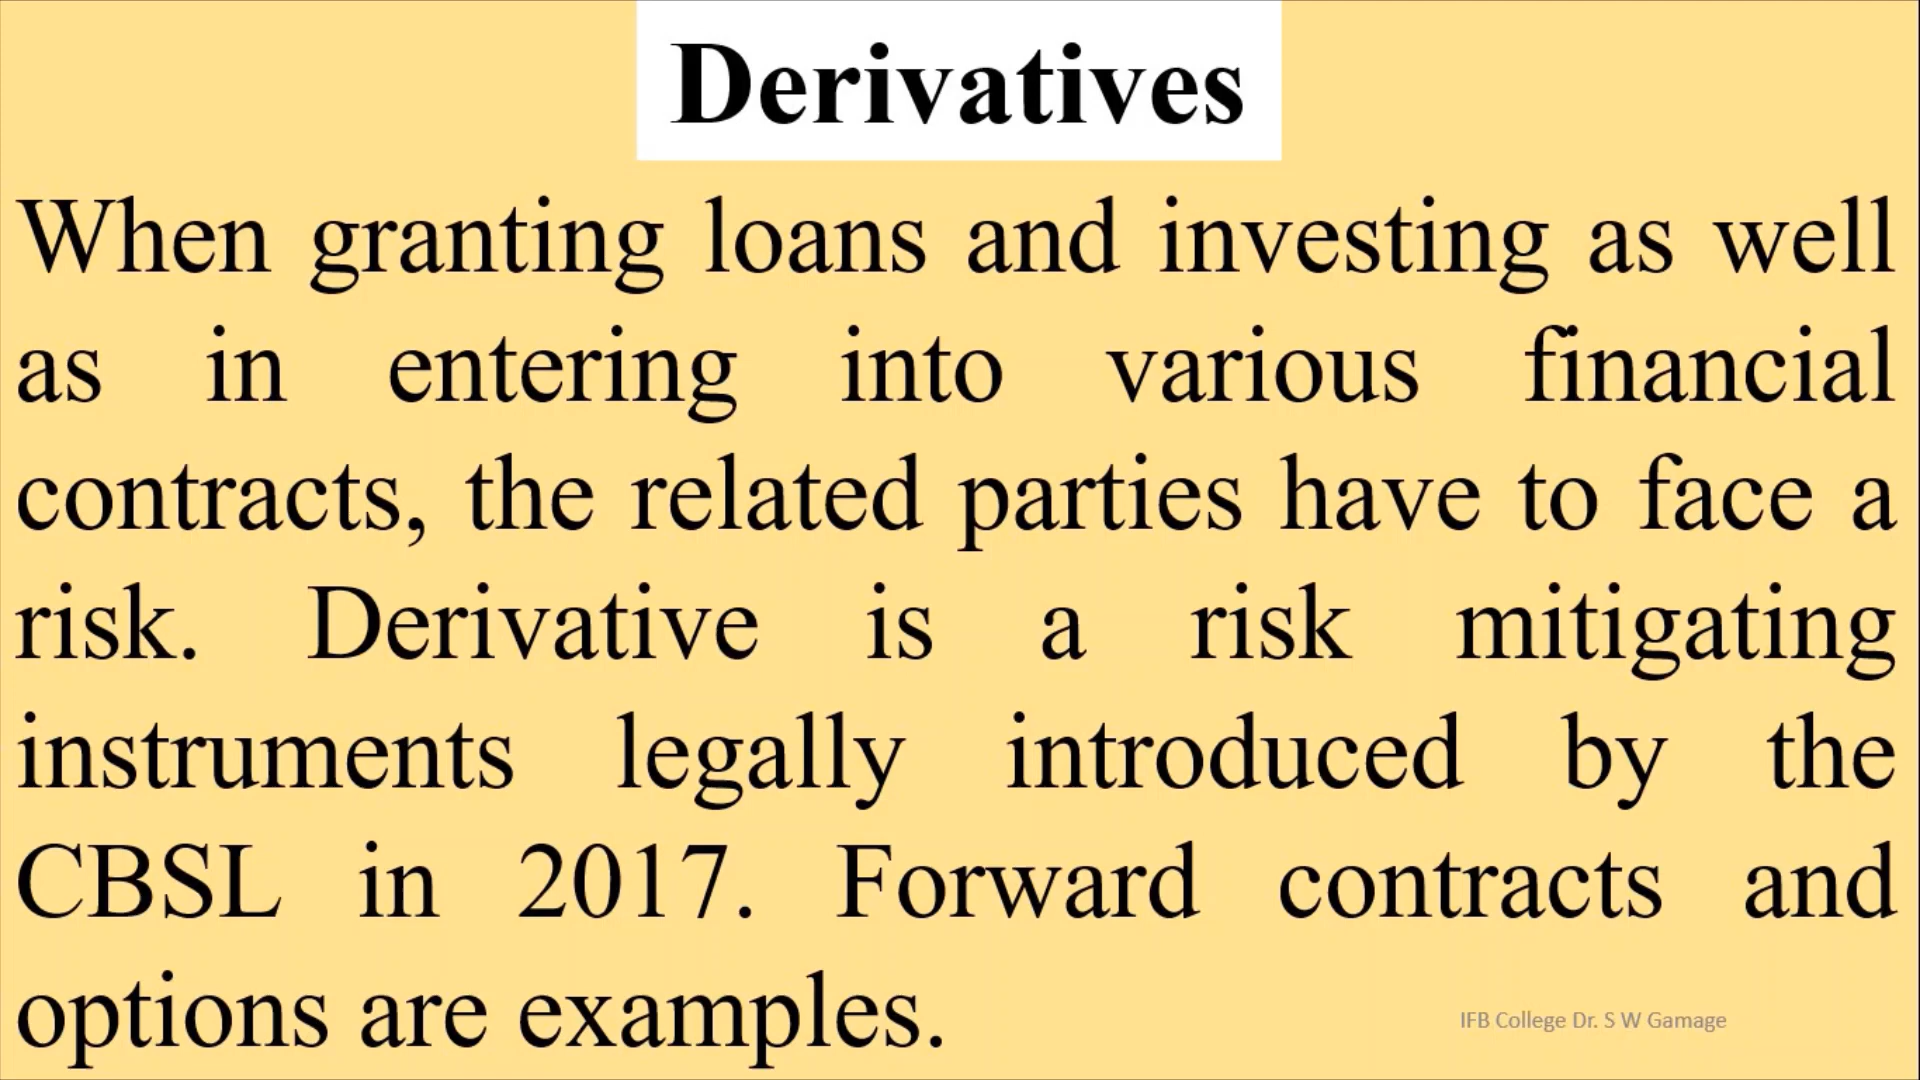 Derivatives
When granting loans and investing as well
as in entering into various financial
contracts, the related parties have to face a
risk. Derivative is a risk mitigating
instruments legally introduced by the
CBSL in 2017. Forward contracts and
options are examples.
IFB College Dr. S W Gamage